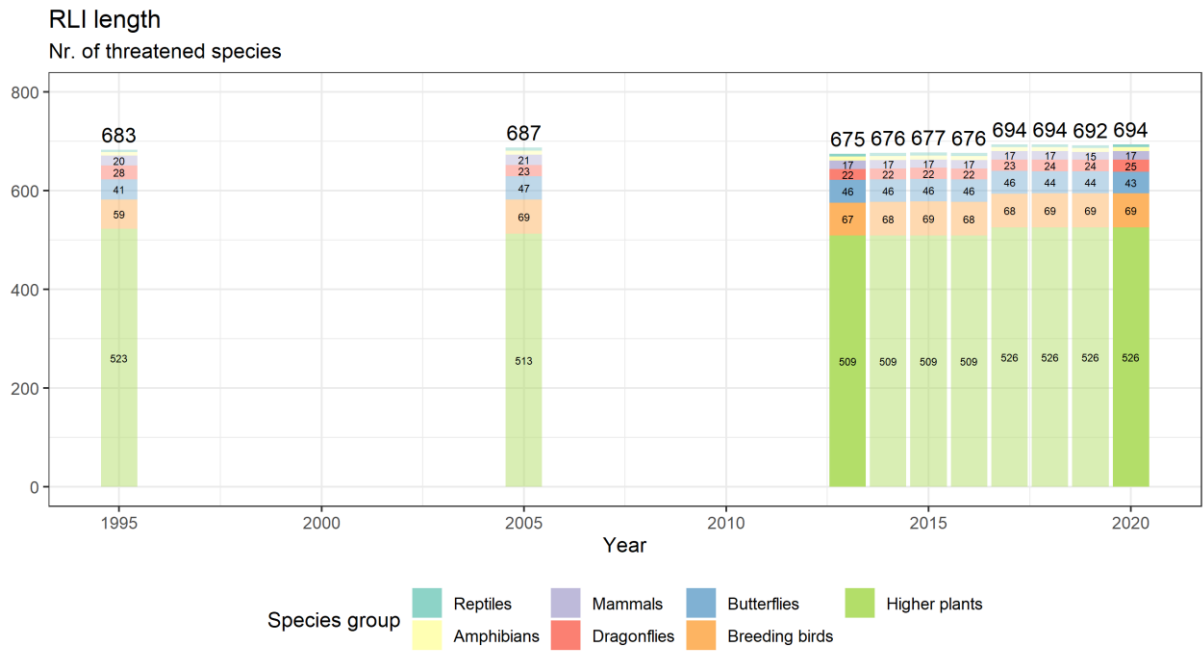 RLI length
Nr. of threatened species
800
600
400
200
0
683 687 675 676 677 676 694 694 692 694
20 21 17 17 17 17 17 17 15 17
28 23 22 22 22 22 23 24 24 25
41 47 46 46 46 46 46 44 44 43
59 69 67 68 69 68 68 69 69 69
523 513 509 509 509 509 526 526 526 526
1995 2000 2005 2010 2015 2020
Year
Species group
Reptiles Mammals Butterflies Higher plants
Amphibians Dragonflies Breeding birds